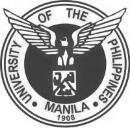 UNIVERSITY OF THE PHILIPPINES
MANILA
1908